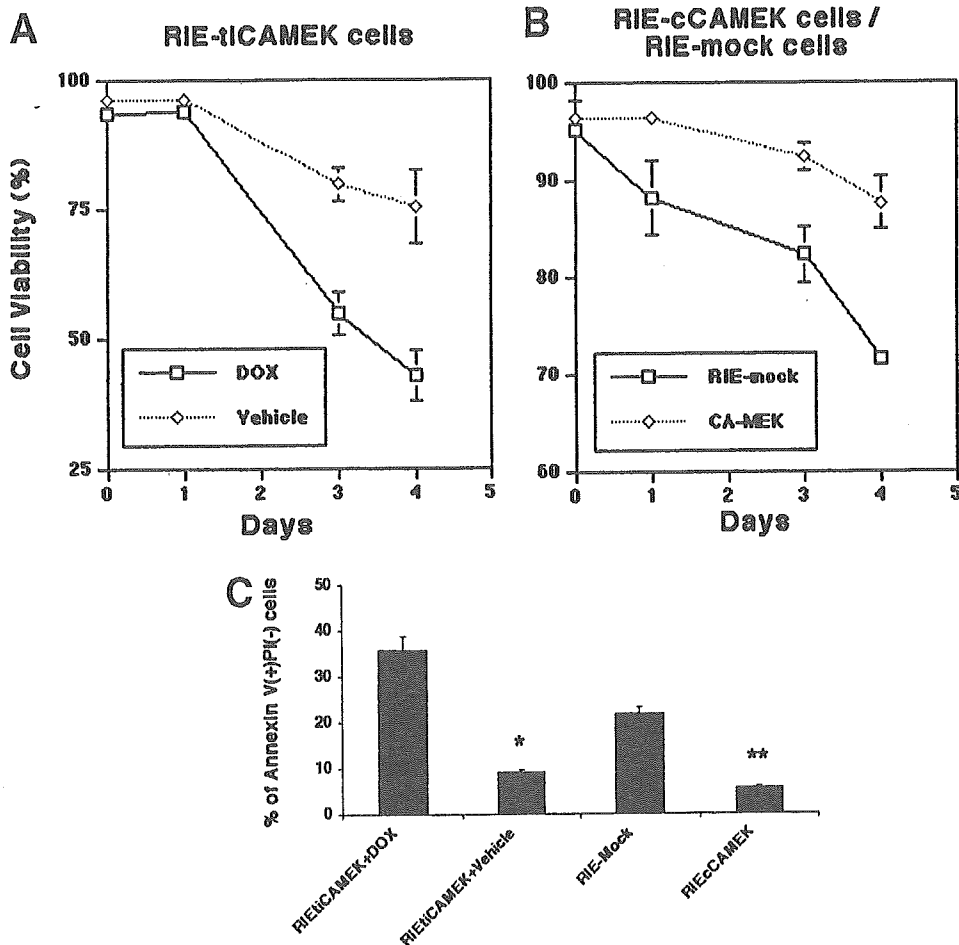 A
RIE-tiCAMEK cells
100
75
50
25
Cell Viability (%)
DOX
Vehicle
0 1 2 3 4 5
Days
B
RIE-cCAMEK cells /
RIE-mock cells
100
90
80
70
60
RIE-mock
CA-MEK
0 1 2 3 4 5
Days
C
% of Annexin V(+)PI(-) cells
50
40
30
20
10
0
*
**
RIEtiCAMEK+DOX
RIEtiCAMEK+Vehicle
RIE-Mock
RIEcCAMEK